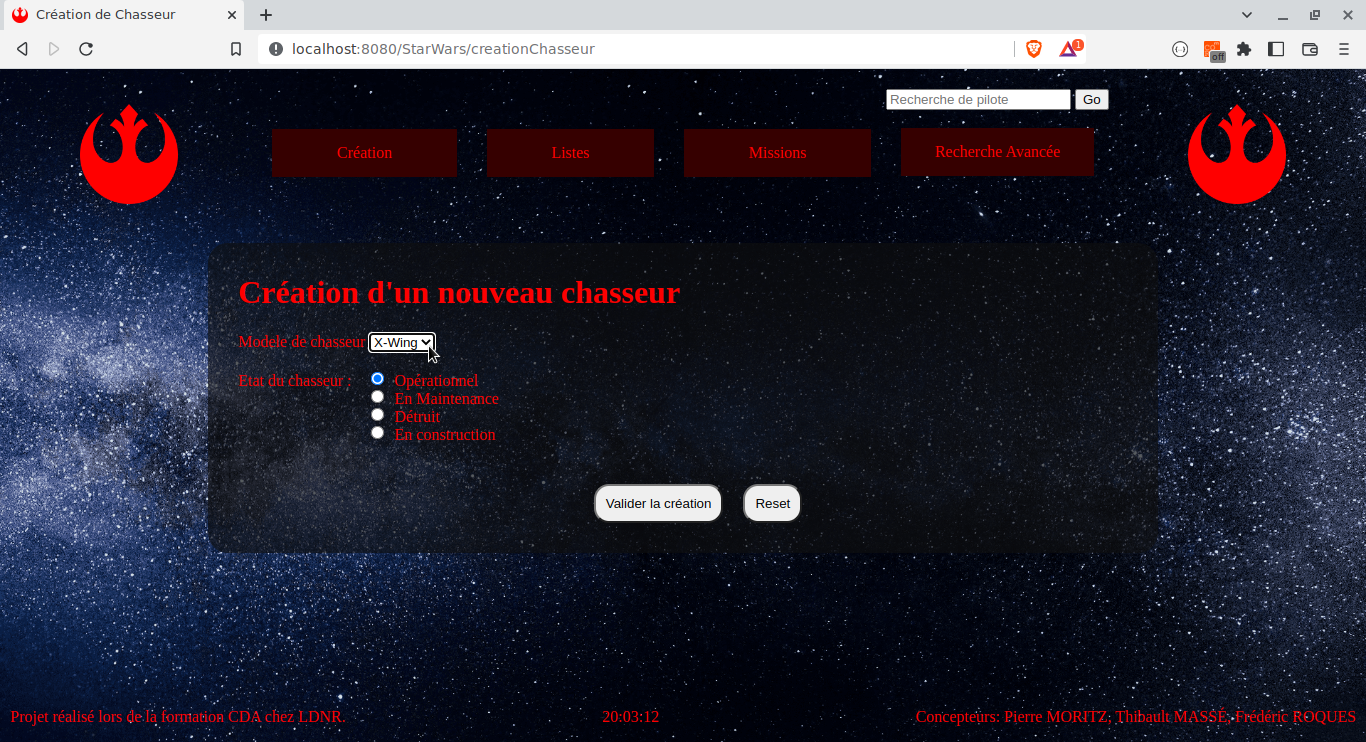 Création de Chasseur
localhost:8080/StarWars/creationChasseur
1
off
Recherche de pilote Go
Création Listes Missions Recherche Avancée
Création d'un nouveau chasseur
Modele de chasseur X-Wing
Etat du chasseur : Opérationnel
En Maintenance
Détruit
En construction
Valider la création Reset
Projet réalisé lors de la formation CDA chez LDNR. 20:03:12 Concepteurs: Pierre MORITZ, Thibault MASSÉ, Frédéric ROQUES